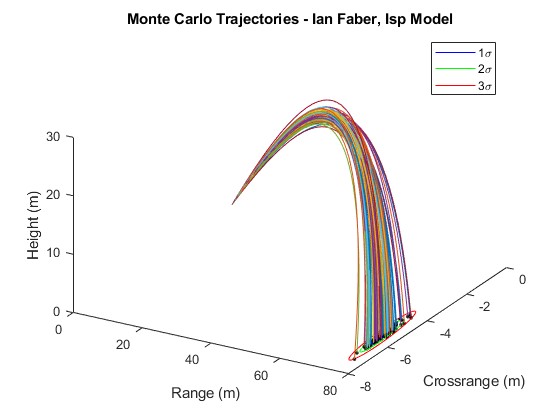 Monte Carlo Trajectories - Ian Faber, Isp Model
1σ
2σ
3σ
30
20
10
0
Height (m)
0
20
40
60
80
Range (m)
-8
-6
-4
-2
0
Crossrange (m)